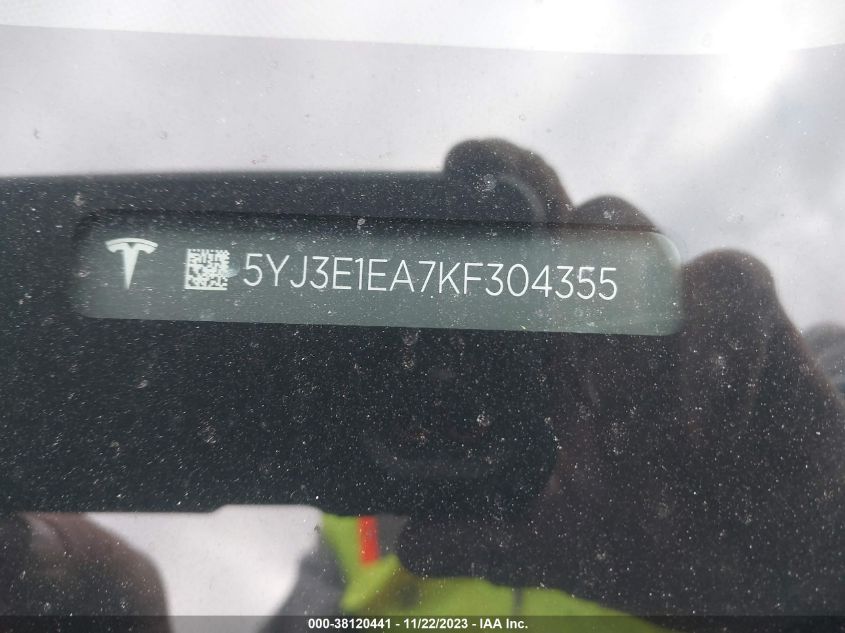 5YJ3E1EA7KF304355
000-38120441 - 11/22/2023 - IAA Inc.